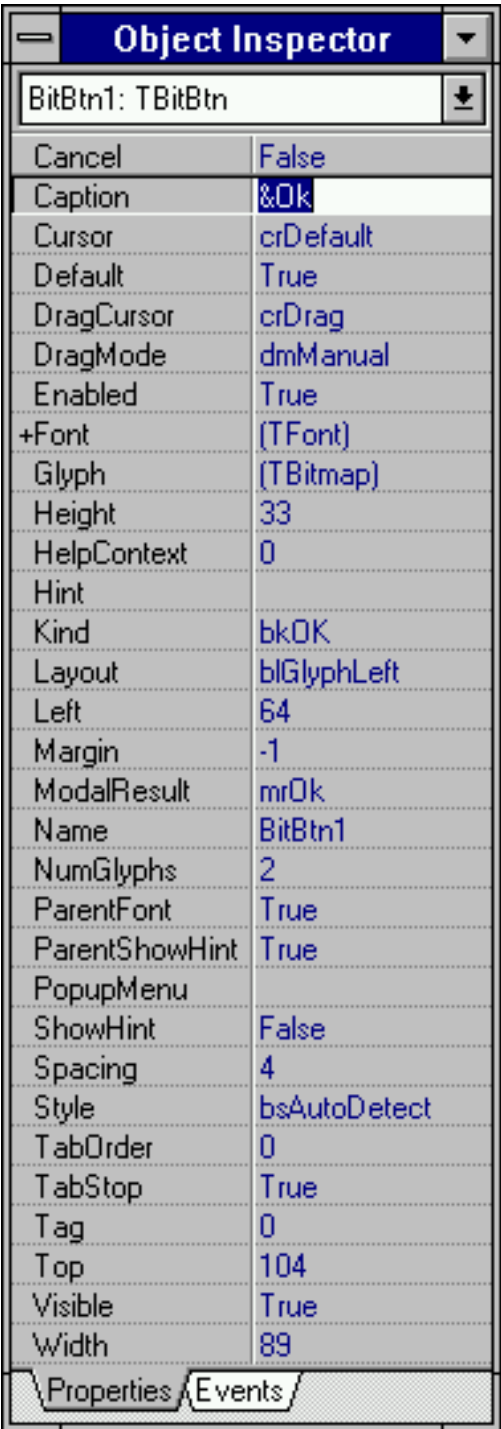 Object Inspector
BitBtn1: TBitBtn
Cancel False
Caption &Ok
Cursor crDefault
Default True
DragCursor crDrag
DragMode dmManual
Enabled True
+Font (TFont)
Glyph (TBitmap)
Height 33
HelpContext 0
Hint
Kind bkOK
Layout blGlyphLeft
Left 64
Margin -1
ModalResult mrOk
Name BitBtn1
NumGlyphs 2
ParentFont True
ParentShowHint True
PopupMenu
ShowHint False
Spacing 4
Style bsAutoDetect
TabOrder 0
TabStop True
Tag 0
Top 104
Visible True
Width 89
Properties Events